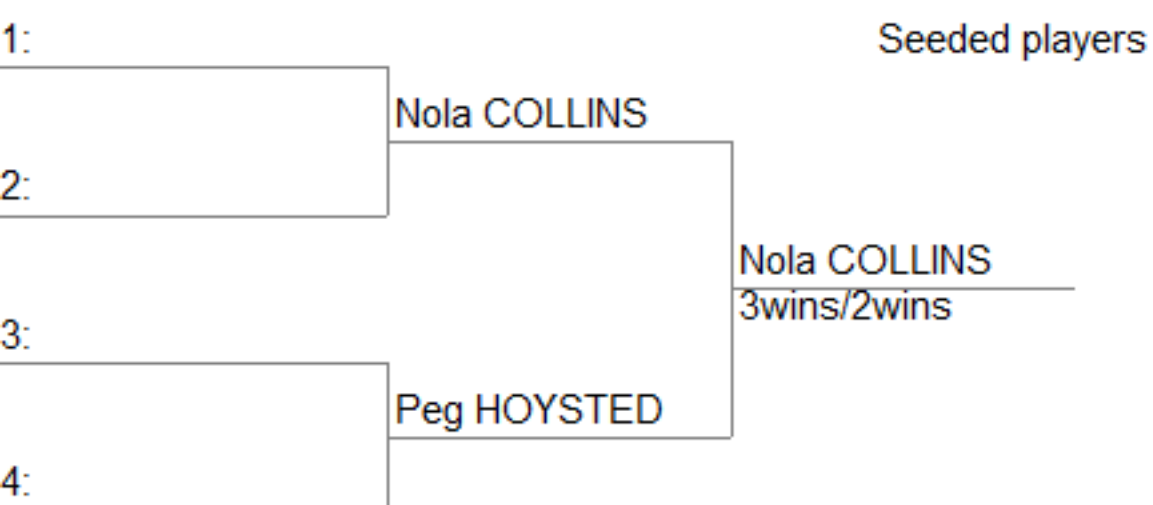 1:
Seeded players
Nola COLLINS
2:
Nola COLLINS
3wins/2wins
3:
Peg HOYSTED
4: